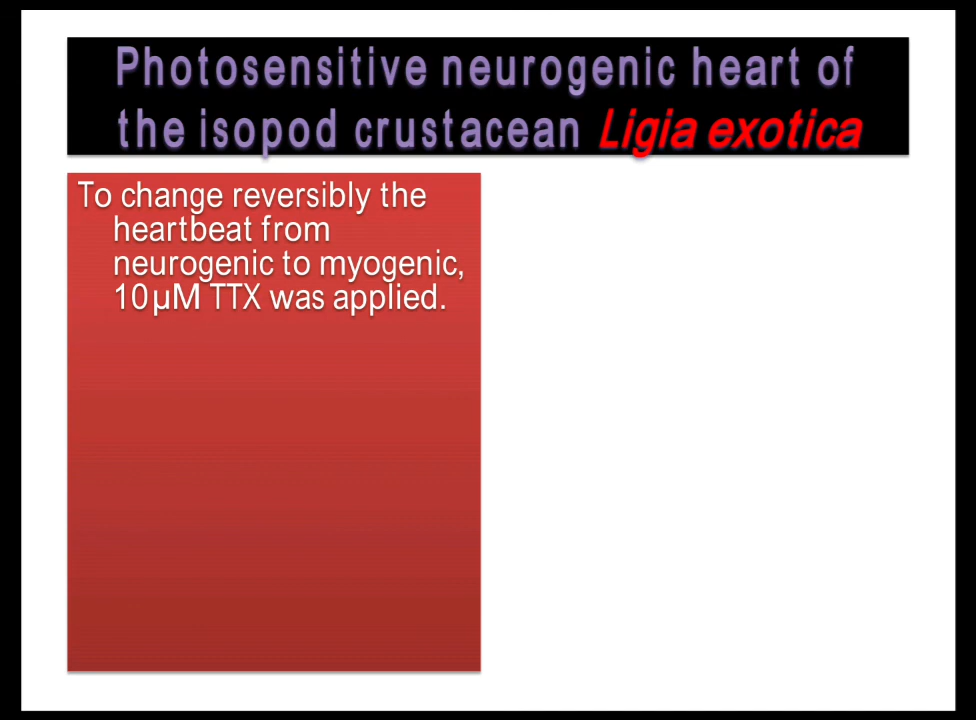 Photosensitive neurogenic heart of
the isopod crustacean Ligia exotica
To change reversibly the
heartbeat from
neurogenic to myogenic,
10µM TTX was applied.